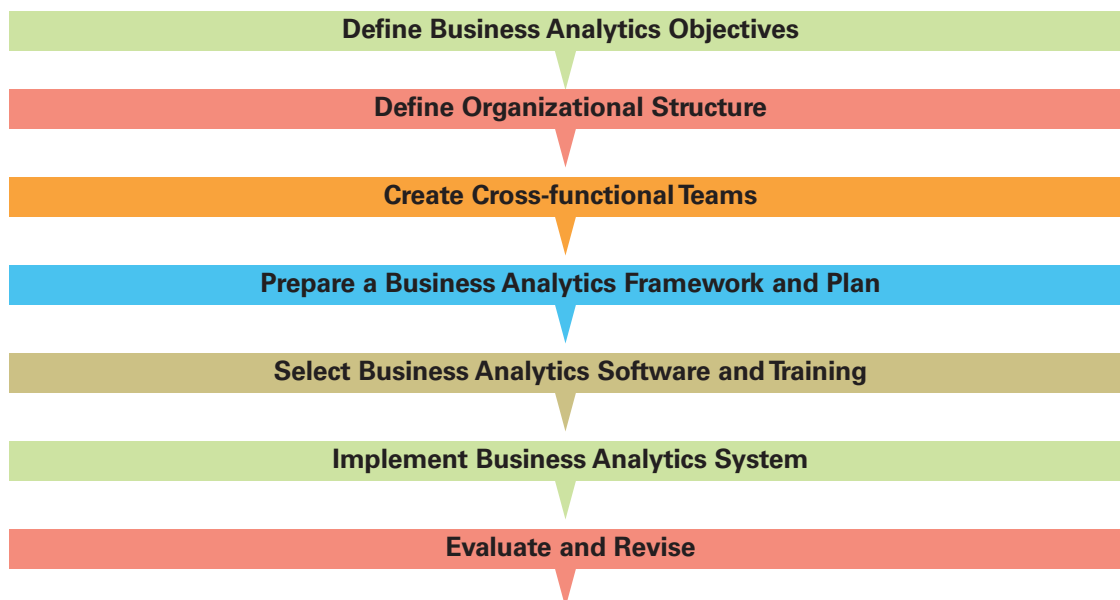 Define Business Analytics Objectives
Define Organizational Structure
Create Cross-functional Teams
Prepare a Business Analytics Framework and Plan
Select Business Analytics Software and Training
Implement Business Analytics System
Evaluate and Revise